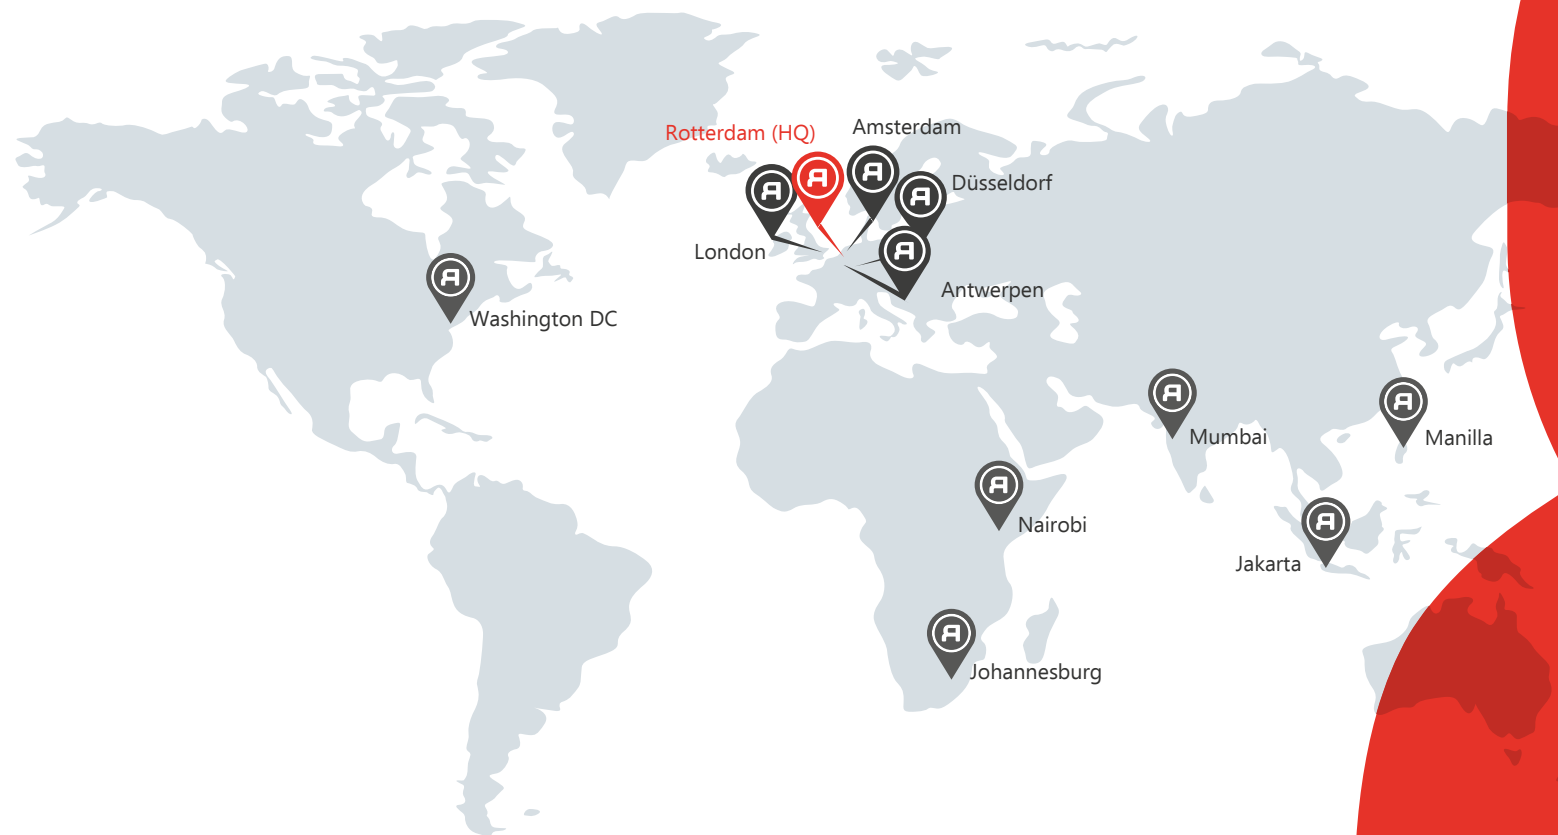 Amsterdam
Rotterdam (HQ)
Düsseldorf
London
Antwerpen
Washington DC
Mumbai
Manilla
Nairobi
Jakarta
Johannesburg